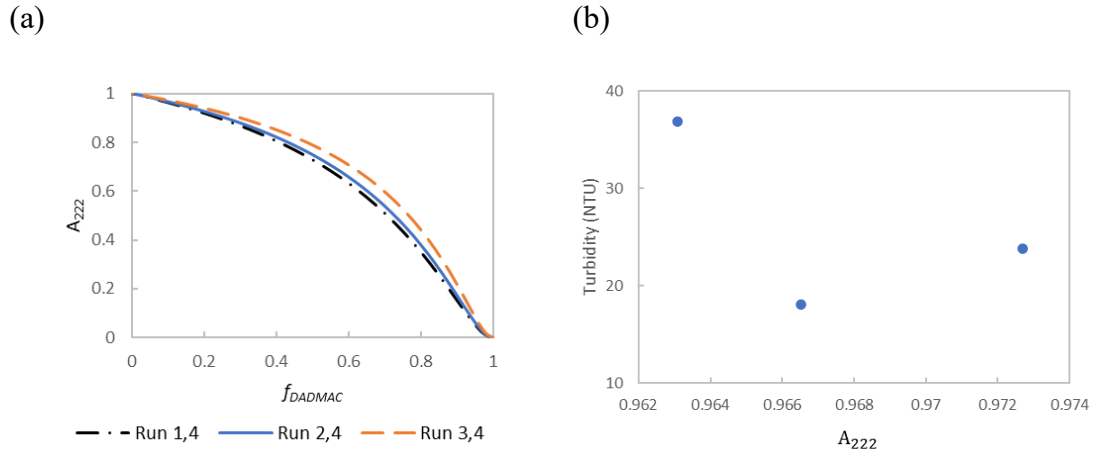 (a)
(b)
A₂₂₂
1
0.8
0.6
0.4
0.2
0
0 0.2 0.4 0.6 0.8 1
fDADMAC
Run 1,4 Run 2,4 Run 3,4
Turbidity (NTU)
40
30
20
10
0.962 0.964 0.966 0.968 0.97 0.972 0.974
A₂₂₂